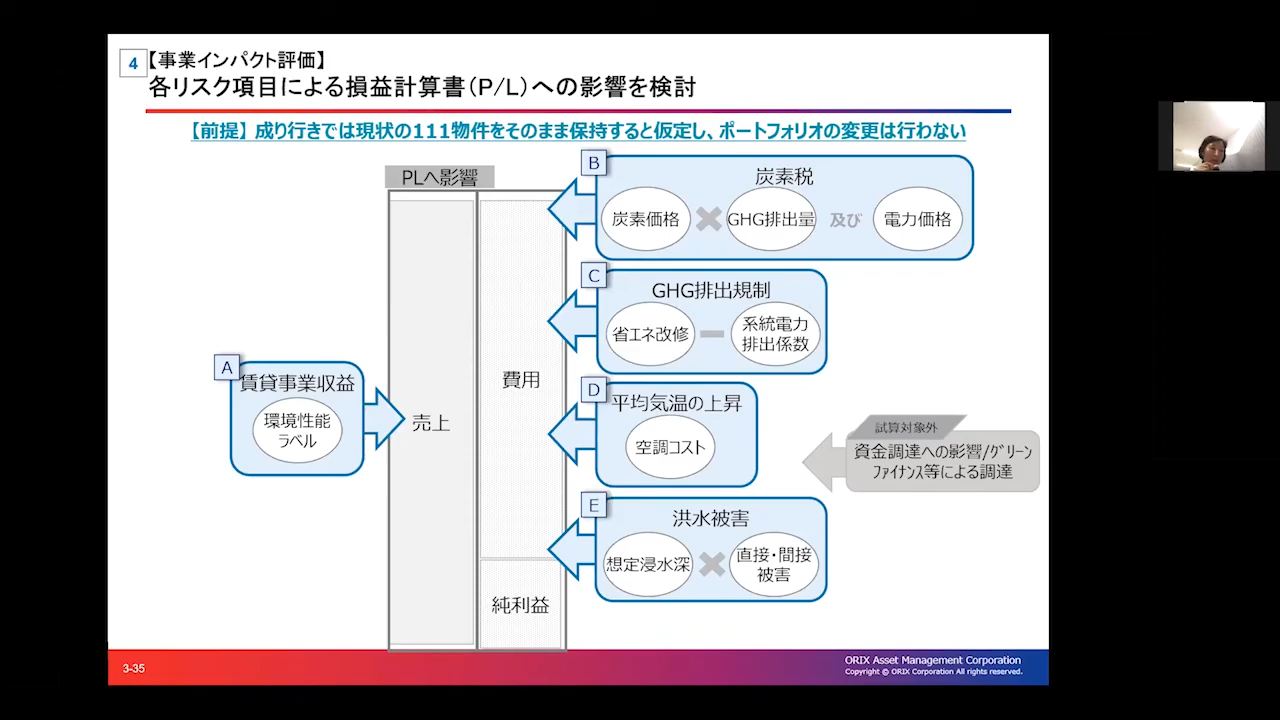 4
【事業インパクト評価】
各リスク項目による損益計算書（P/L）への影響を検討
【前提】 成り行きでは現状の111物件をそのまま保持すると仮定し、ポートフォリオの変更は行わない
PLへ影響
売上
費用
純利益
A
賃貸事業収益
環境性能
ラベル
B
炭素税
炭素価格
×
GHG排出量
及び
電力価格
C
GHG排出規制
省エネ改修
ー
系統電力
排出係数
D
平均気温の上昇
空調コスト
E
洪水被害
想定浸水深
×
直接・間接
被害
試算対象外
資金調達への影響/グリーン
ファイナンス等による調達
3-35
ORIX Asset Management Corporation
Copyright © ORIX Corporation All rights reserved.